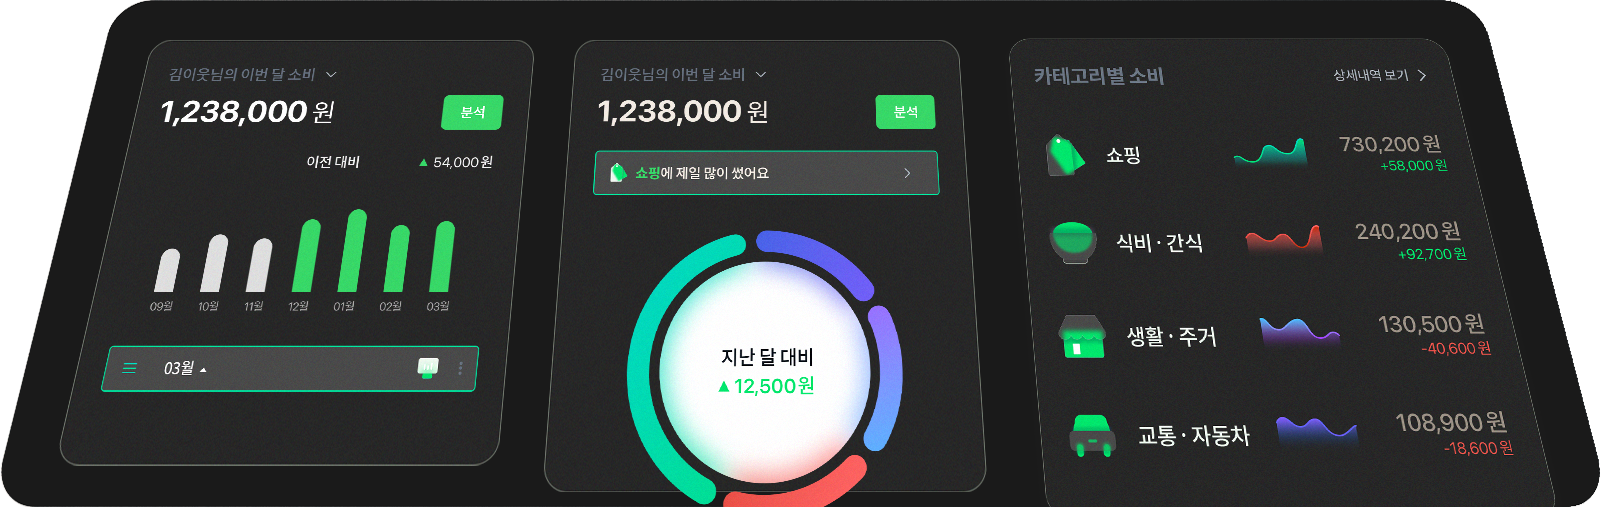 김이웃님의 이번 달 소비
1,238,000 원
분석
이전 대비 ▲ 54,000 원
09월 10월 11월 12월 01월 02월 03월
03월
김이웃님의 이번 달 소비
1,238,000 원
분석
쇼핑에 제일 많이 썼어요
지난 달 대비
▲ 12,500 원
카테고리별 소비
상세내역 보기
쇼핑 730,200 원
+58,000 원
식비 · 간식 240,200 원
+92,700 원
생활 · 주거 130,500 원
-40,600 원
교통 · 자동차 108,900 원
-18,600 원